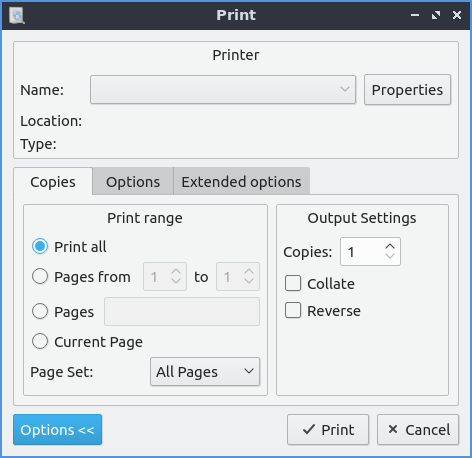 Print
Printer
Name:
Properties
Location:
Type:
Copies Options Extended options
Print range
Print all
Pages from 1 to 1
Pages
Current Page
Page Set: All Pages
Output Settings
Copies: 1
Collate
Reverse
Options << Print Cancel